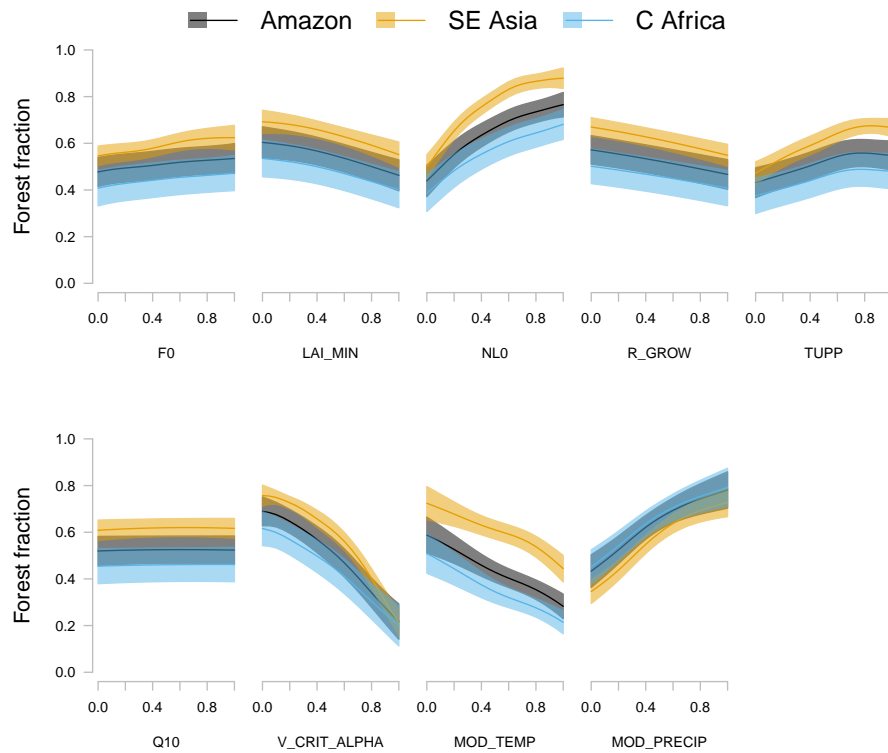 Amazon SE Asia C Africa
Forest fraction
1.0
0.8
0.6
0.4
0.2
0.0
0.0 0.4 0.8 0.0 0.4 0.8 0.0 0.4 0.8 0.0 0.4 0.8 0.0 0.4 0.8
F0 LAI_MIN NL0 R_GROW TUPP
Forest fraction
1.0
0.8
0.6
0.4
0.2
0.0
0.0 0.4 0.8 0.0 0.4 0.8 0.0 0.4 0.8 0.0 0.4 0.8
Q10 V_CRIT_ALPHA MOD_TEMP MOD_PRECIP